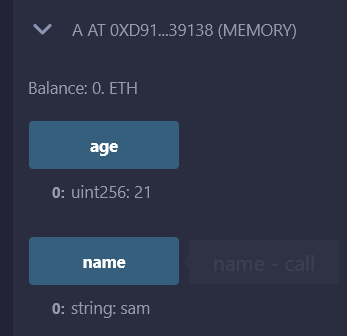 A AT 0XD91...39138 (MEMORY)
Balance: 0. ETH
age
0: uint256: 21
name
name - call
0: string: sam